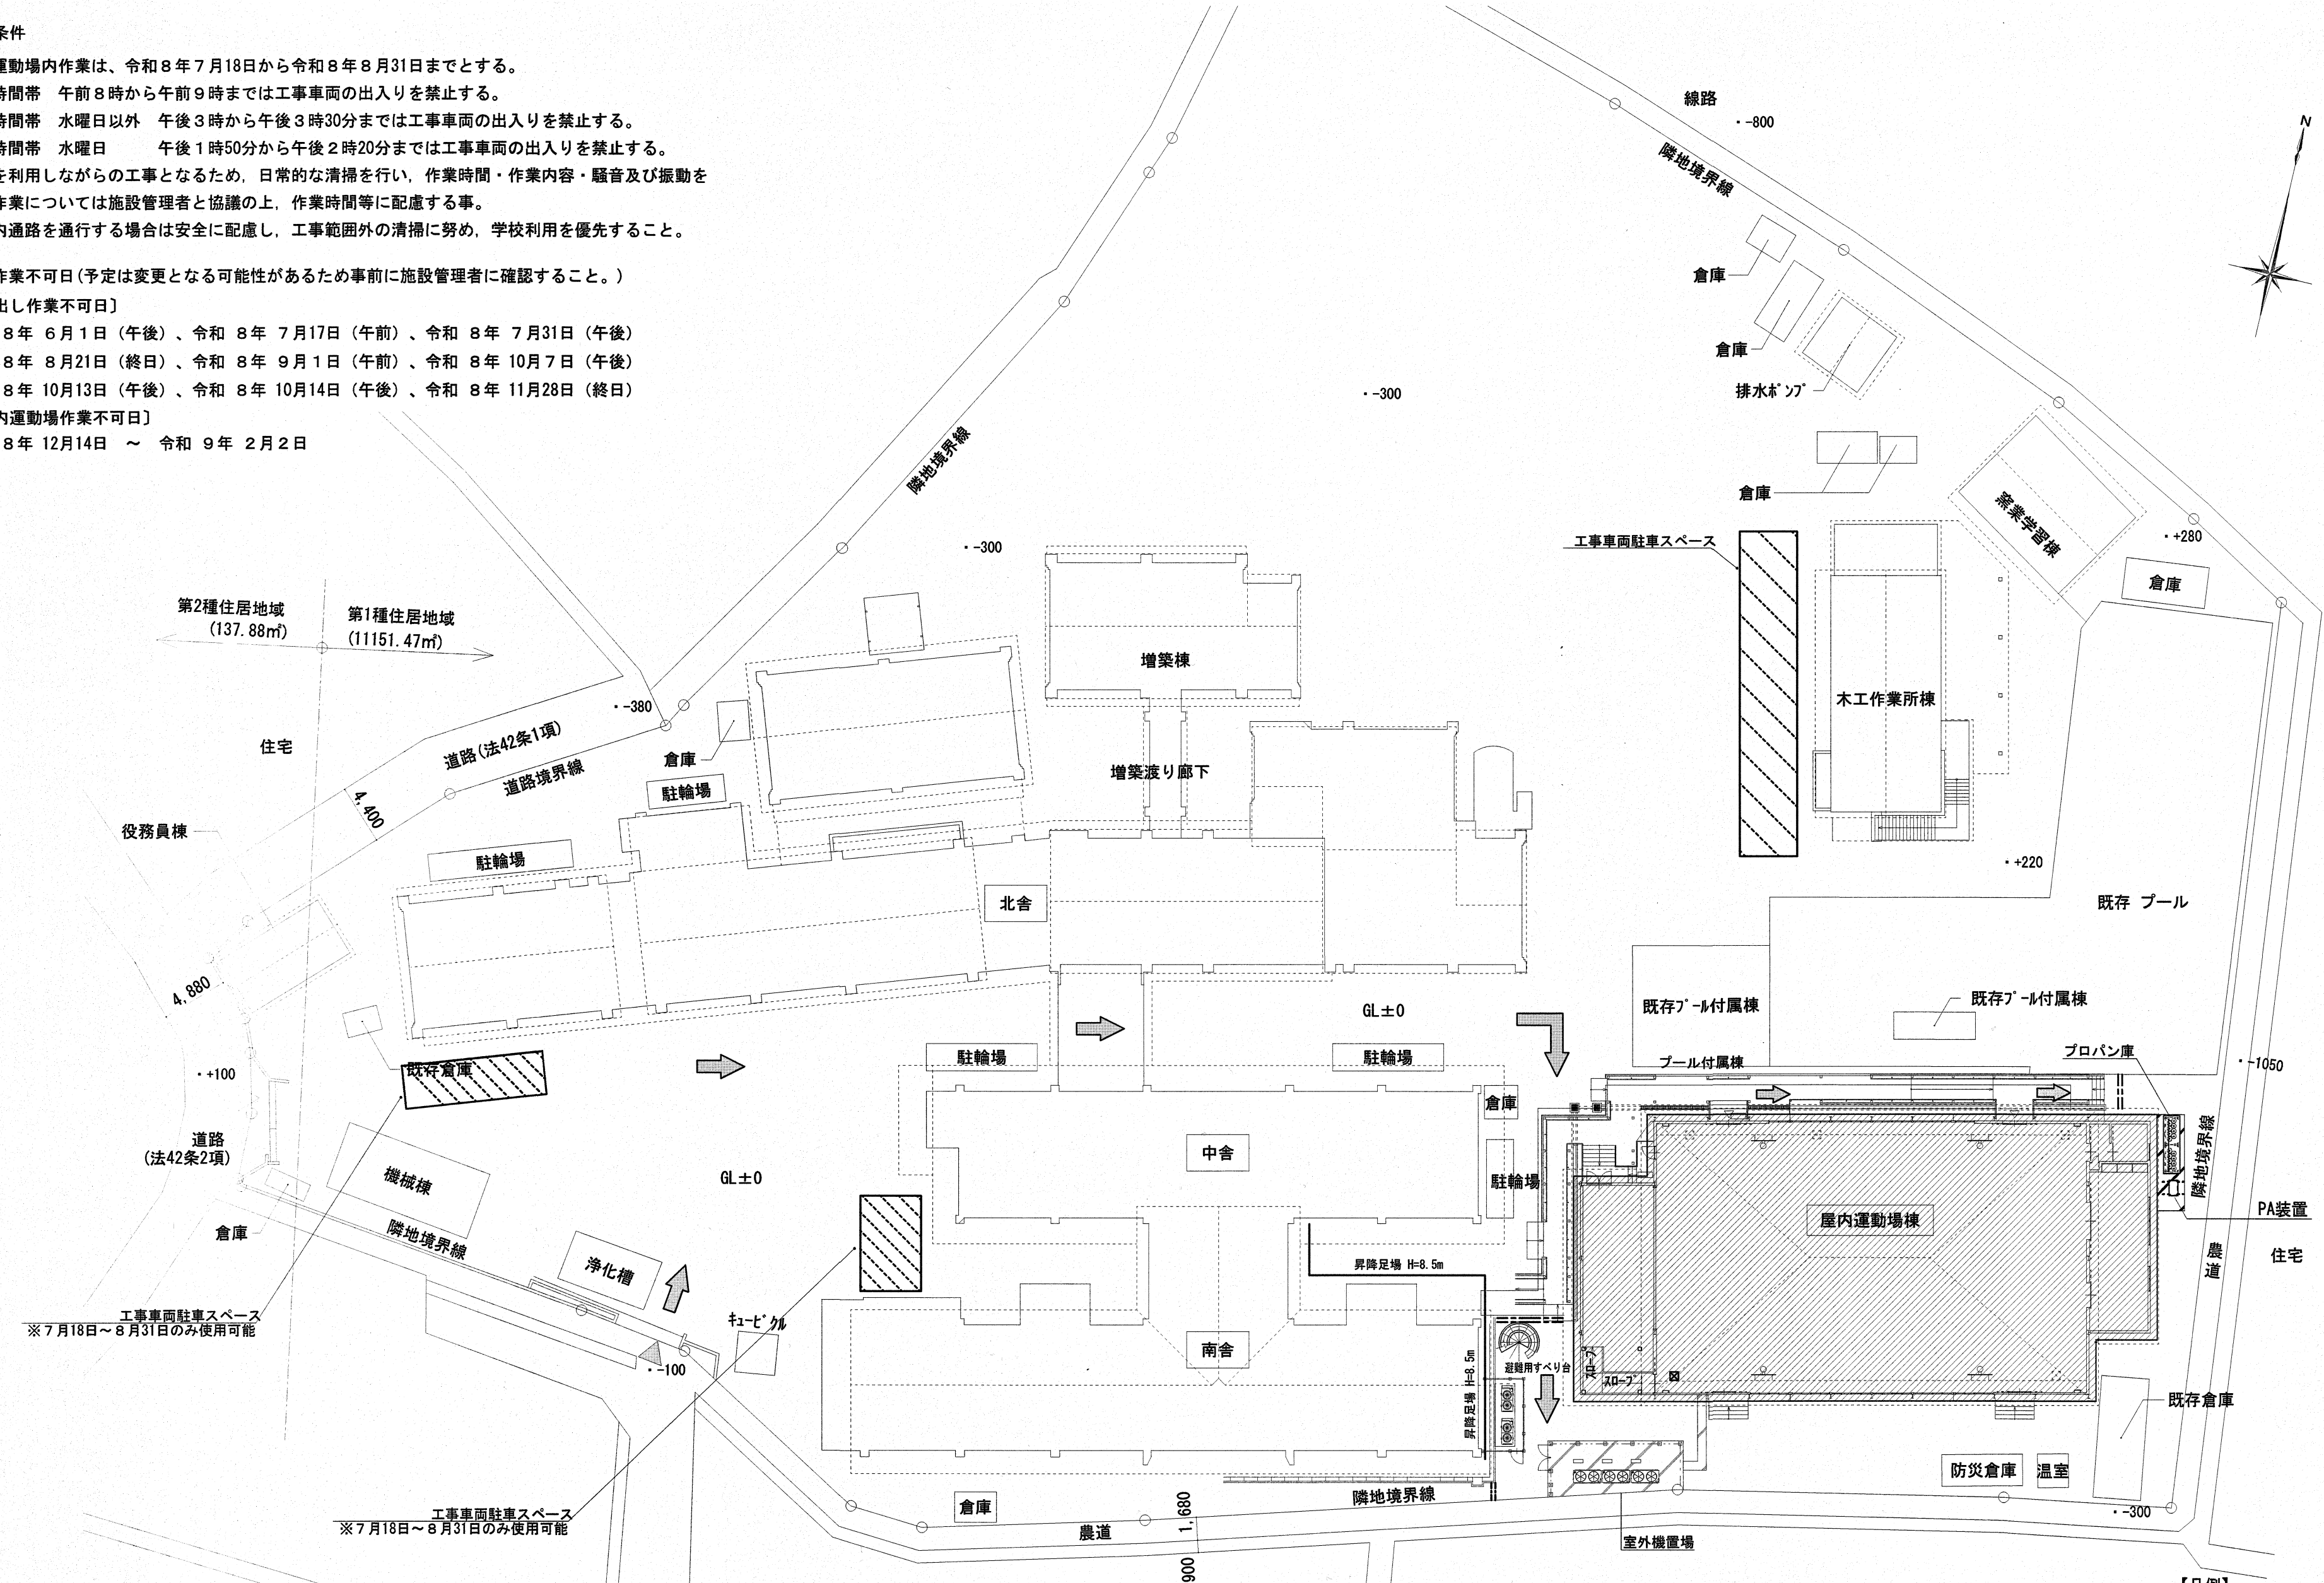 条件
運動場内作業は、令和８年７月18日から令和８年８月31日までとする。
時間帯　午前８時から午前９時までは工事車両の出入りを禁止する。
時間帯　水曜日以外　午後３時から午後３時30分までは工事車両の出入りを禁止する。
時間帯　水曜日　　　午後１時50分から午後２時20分までは工事車両の出入りを禁止する。
を利用しながらの工事となるため，日常的な清掃を行い，作業時間・作業内容・騒音及び振動を
作業については施設管理者と協議の上，作業時間等に配慮する事。
内通路を通行する場合は安全に配慮し，工事範囲外の清掃に努め，学校利用を優先すること。
作業不可日(予定は変更となる可能性があるため事前に施設管理者に確認すること。)
出し作業不可日〕
８年 ６月１日（午後）、令和 ８年 ７月17日（午前）、令和 ８年 ７月31日（午後）
８年 ８月21日（終日）、令和 ８年 ９月１日（午前）、令和 ８年 10月７日（午後）
８年 10月13日（午後）、令和 ８年 10月14日（午後）、令和 ８年 11月28日（終日）
内運動場作業不可日〕
８年 12月14日　～　令和 ９年 ２月２日
線路
・-800
N
隣地境界線
倉庫
倉庫
排水ﾎﾟﾝﾌﾟ
・-300
隣地境界線
倉庫
窯業学習棟
・+280
倉庫
工事車両駐車スペース
・-300
第2種住居地域
(137.88㎡)
第1種住居地域
(11151.47㎡)
増築棟
木工作業所棟
・-380
道路(法42条1項)
住宅
倉庫
道路境界線
増築渡り廊下
駐輪場
4,400
役務員棟
駐輪場
・+220
北舎
既存 プール
4,880
既存ﾌﾟｰﾙ付属棟
既存ﾌﾟｰﾙ付属棟
GL±0
駐輪場
駐輪場
プール付属棟
プロパン庫
・-1050
・+100
既存倉庫
倉庫
道路
(法42条2項)
中舎
隣地境界線
機械棟
GL±0
駐輪場
PA装置
屋内運動場棟
倉庫
隣地境界線
農道
住宅
浄化槽
昇降足場 H=8.5m
工事車両駐車スペース
※７月18日～８月31日のみ使用可能
ｷｭｰﾋﾞｸﾙ
南舎
・-100
避難用すべり台
ｽﾛｰﾌﾟ
ｽﾛｰﾌﾟ
昇降足場 H=8.5m
既存倉庫
防災倉庫
温室
隣地境界線
倉庫
1,680
・-300
工事車両駐車スペース
※７月18日～８月31日のみ使用可能
農道
室外機置場
900